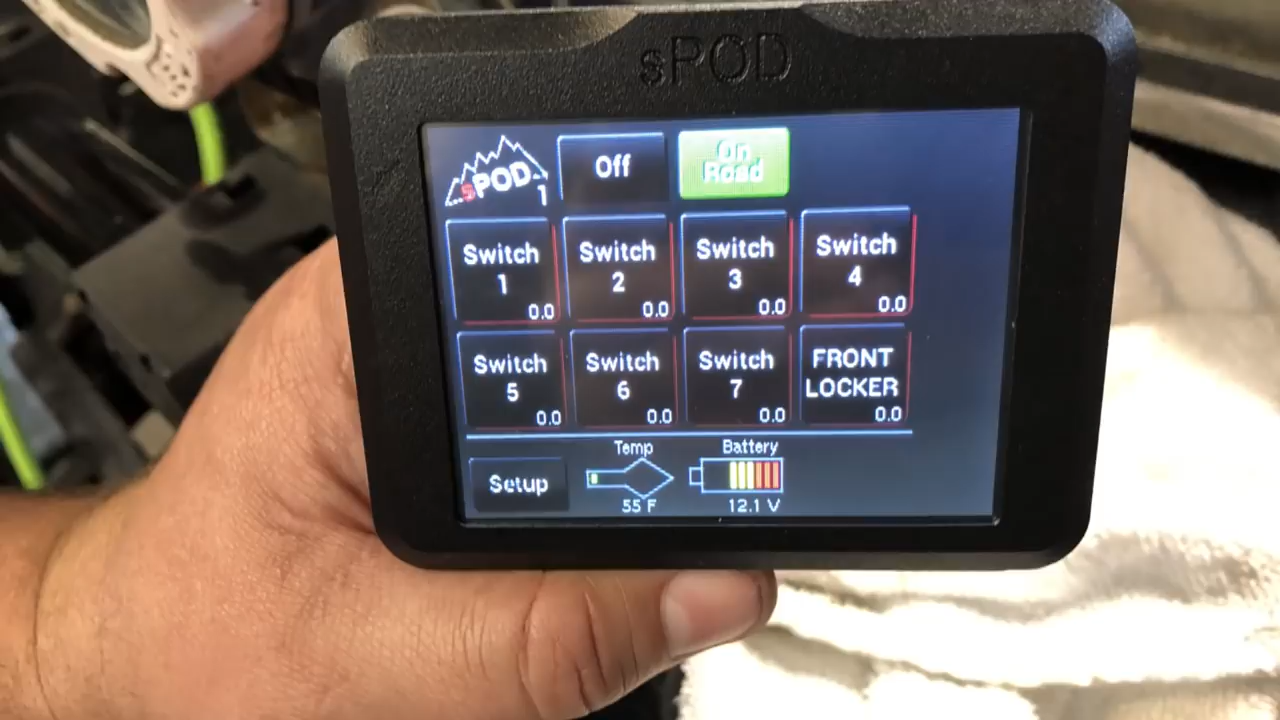 sPOD
sPOD 1
Off
On
Road
Switch
1
0.0
Switch
2
0.0
Switch
3
0.0
Switch
4
0.0
Switch
5
0.0
Switch
6
0.0
Switch
7
0.0
FRONT
LOCKER
0.0
Setup
Temp
55 F
Battery
12.1 V